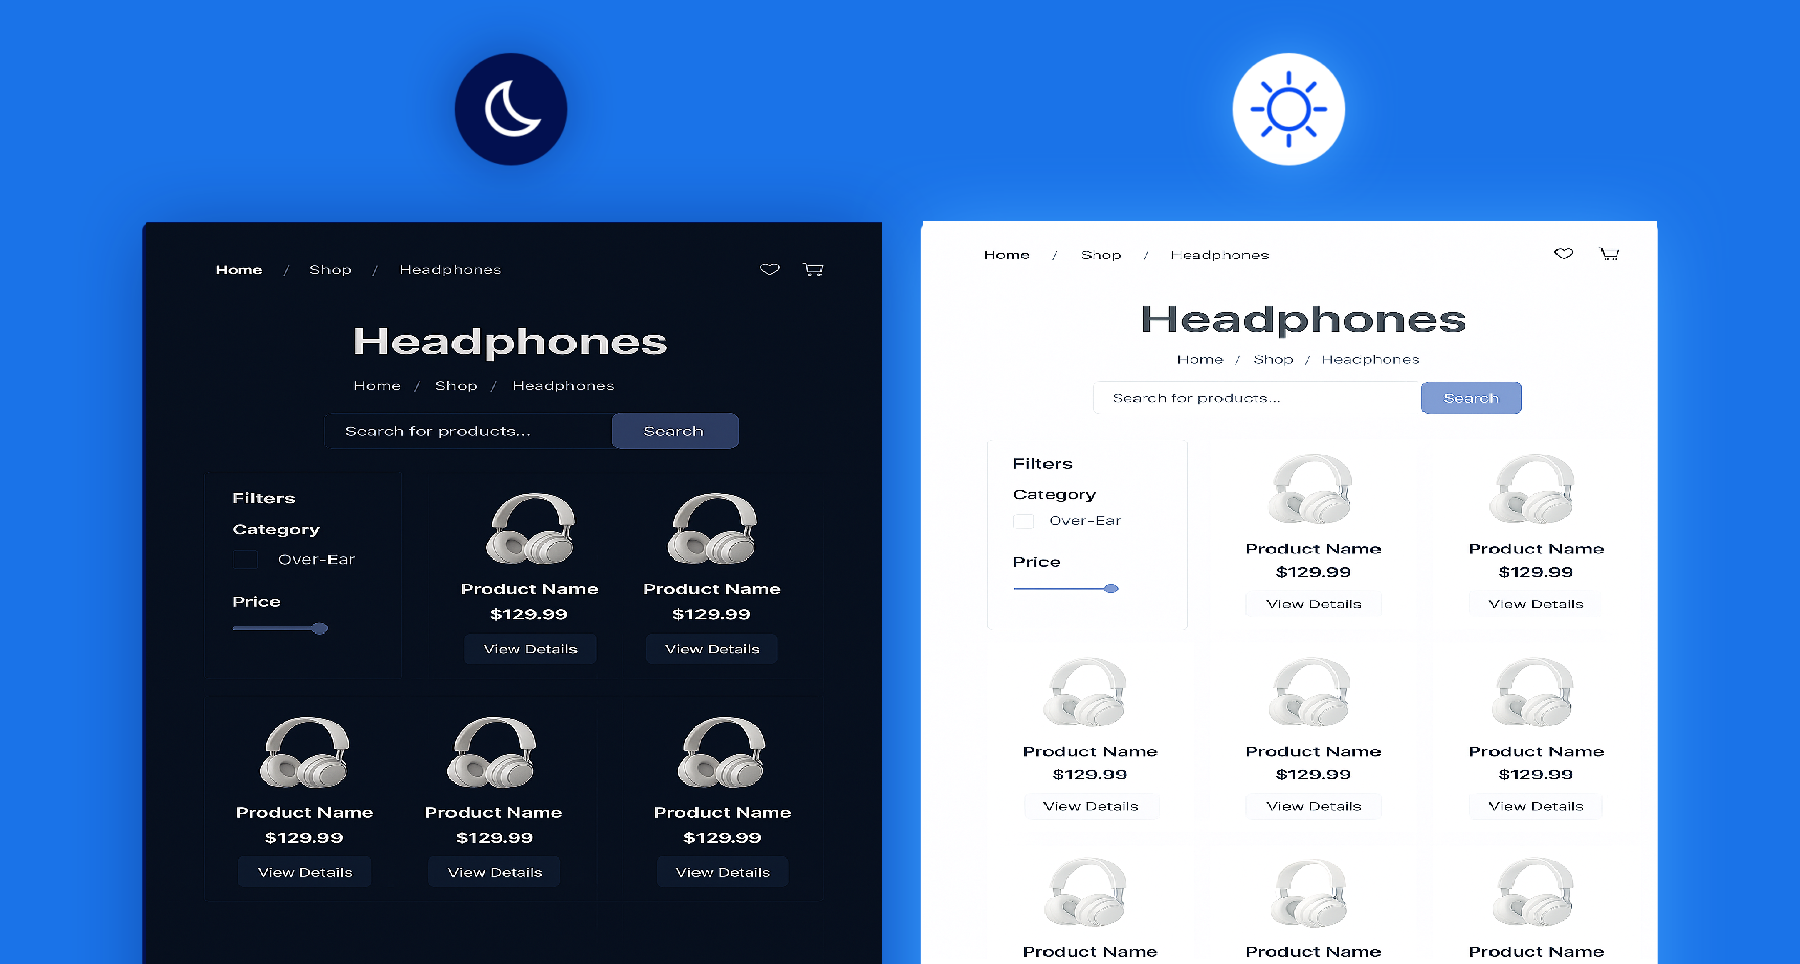 Home / Shop / Headphones
Headphones
Home / Shop / Headphones
Search for products... Search
Filters
Category
Over-Ear
Price
Product Name Product Name
$129.99 $129.99
View Details View Details
Product Name Product Name Product Name
$129.99 $129.99 $129.99
View Details View Details View Details
Home / Shop / Headphones
Headphones
Home / Shop / Heacphones
Search for products... Search
Filters
Category
Over-Ear
Price
Product Name Product Name
$129.99 $129.99
View Details View Details
Product Name Product Name Product Name
$129.99 $129.99 $129.99
View Details View Details View Details
Product Name Product Name Product Name